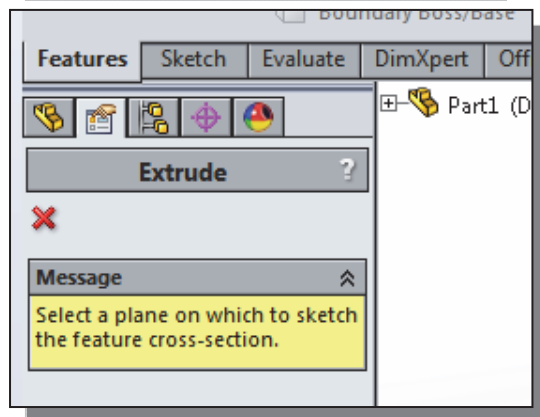 Boundary Boss/Base
Features Sketch Evaluate DimXpert Off
Part1 (D
Extrude ?
Message
Select a plane on which to sketch
the feature cross-section.